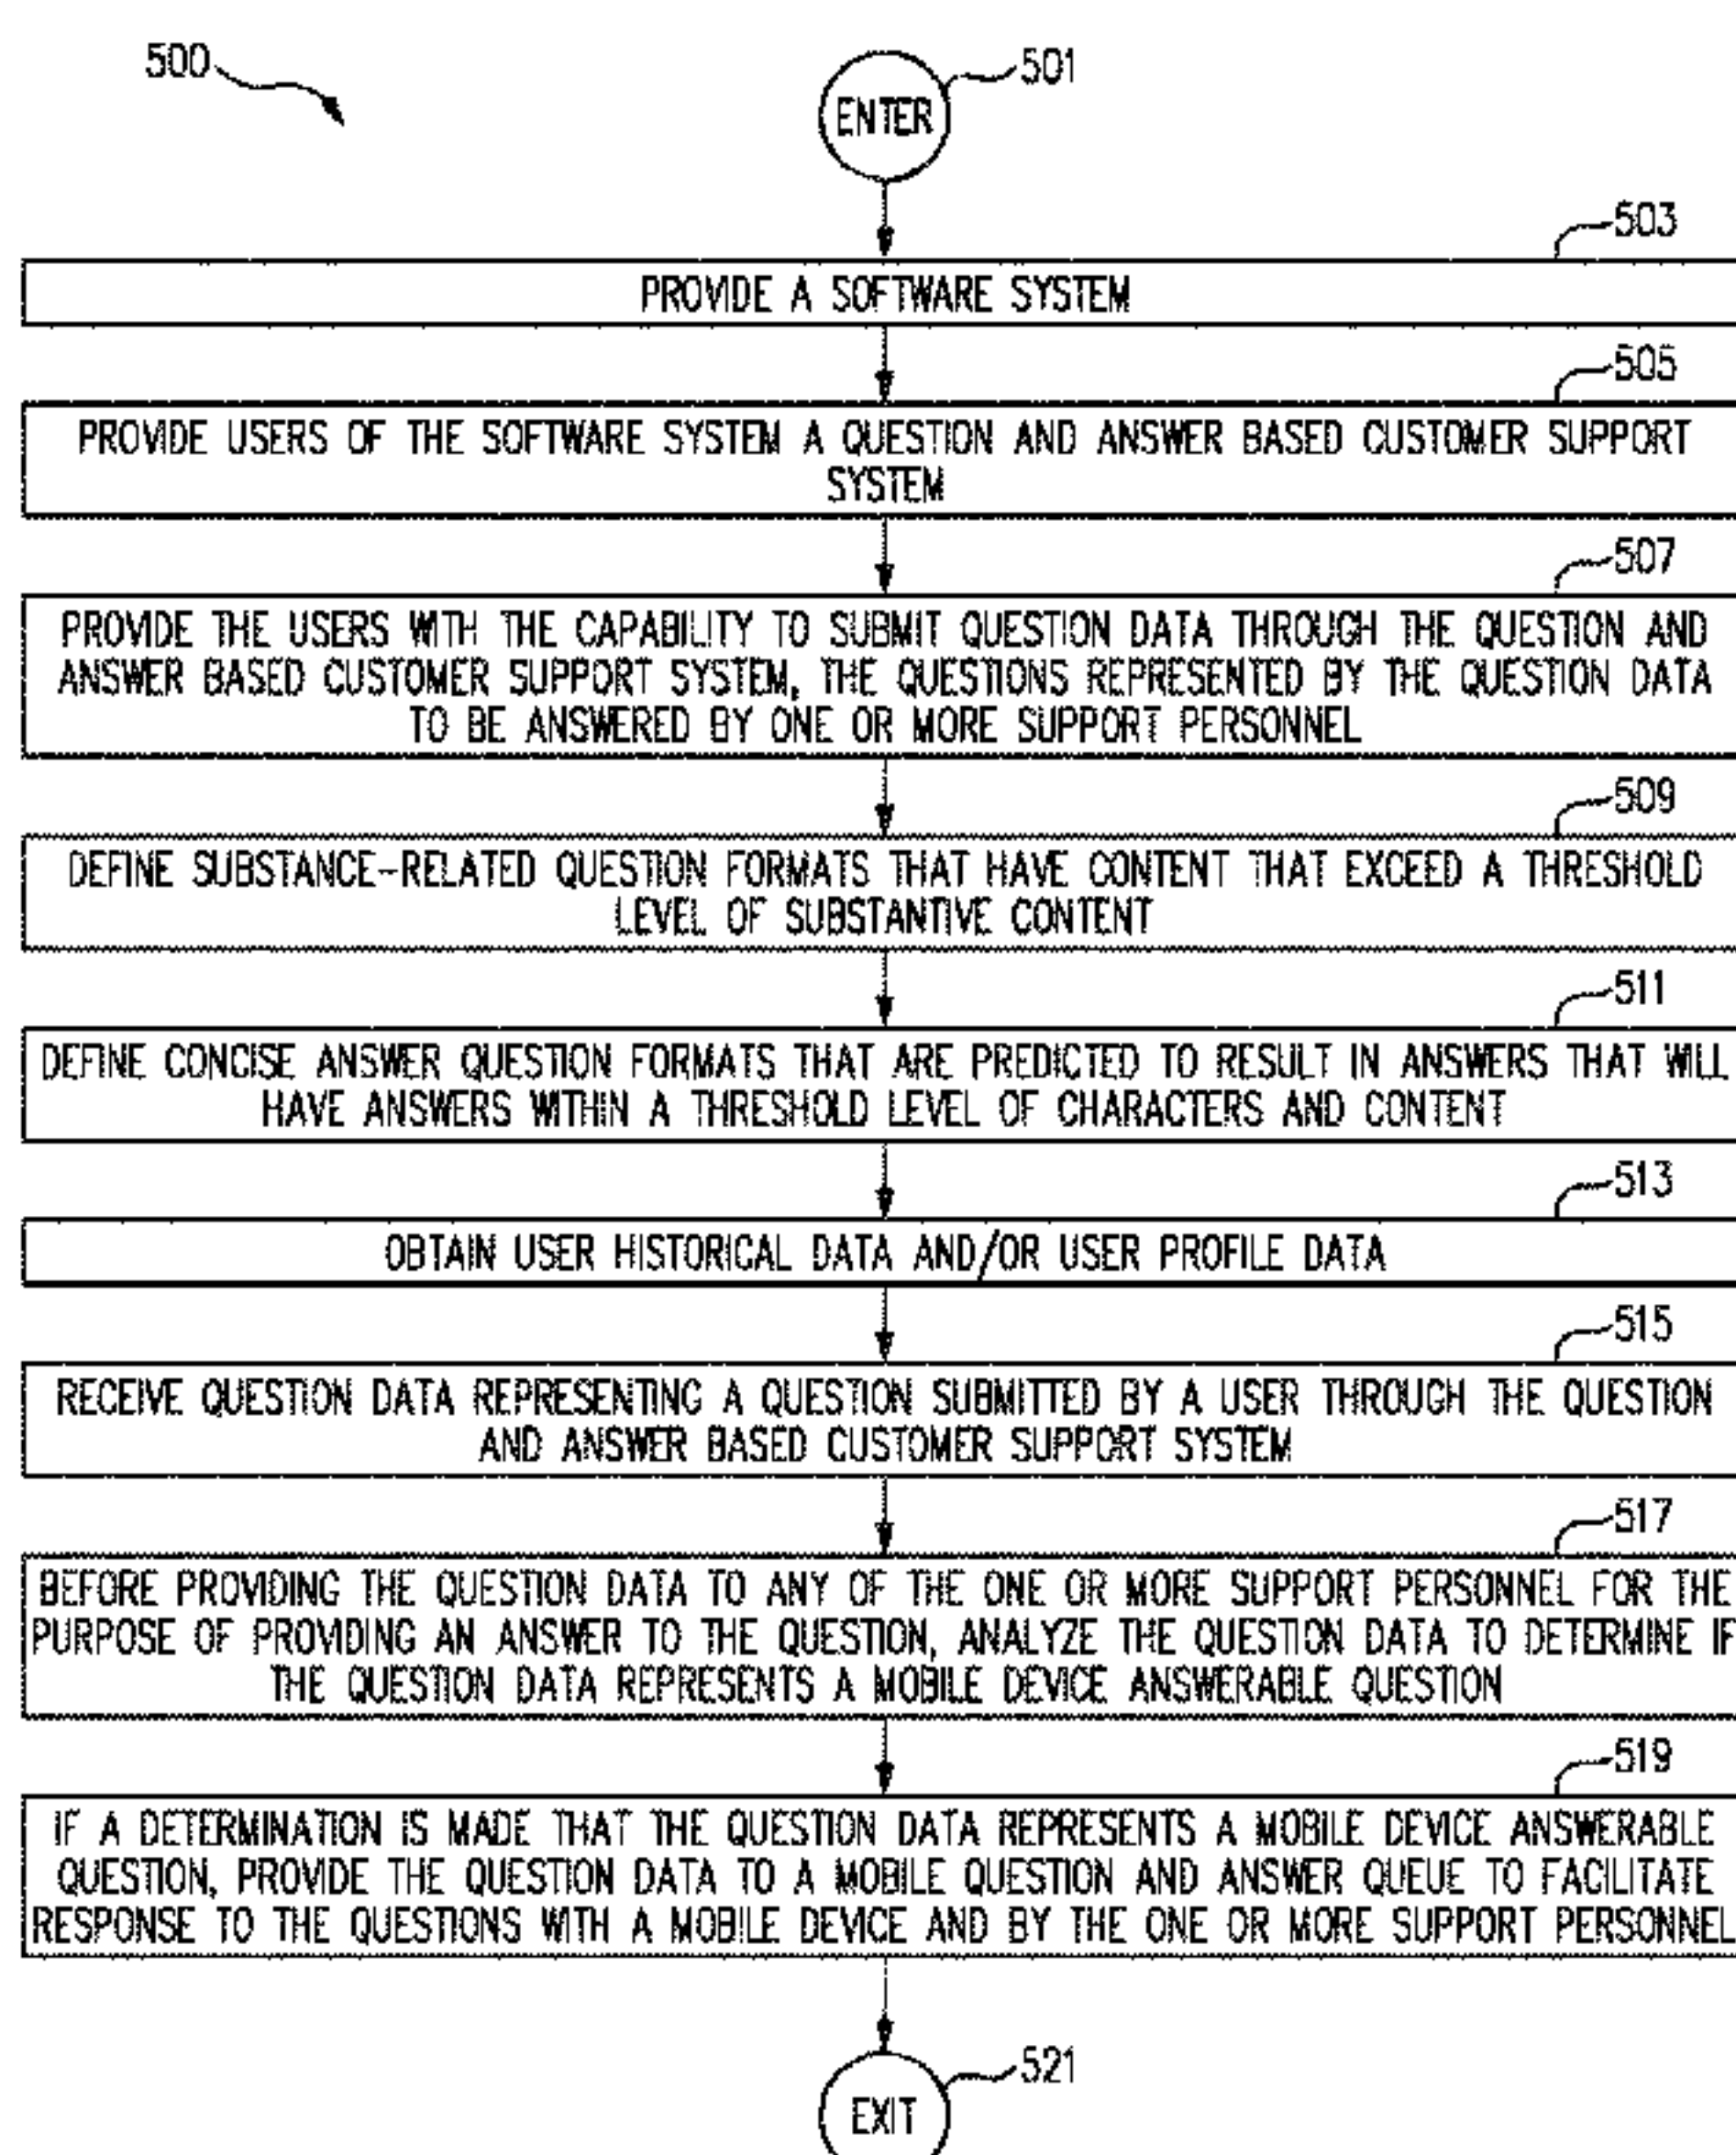 500
ENTER
501
503
PROVIDE A SOFTWARE SYSTEM
505
PROVIDE USERS OF THE SOFTWARE SYSTEM A QUESTION AND ANSWER BASED CUSTOMER SUPPORT
SYSTEM
507
PROVIDE THE USERS WITH THE CAPABILITY TO SUBMIT QUESTION DATA THROUGH THE QUESTION AND
ANSWER BASED CUSTOMER SUPPORT SYSTEM, THE QUESTIONS REPRESENTED BY THE QUESTION DATA
TO BE ANSWERED BY ONE OR MORE SUPPORT PERSONNEL
509
DEFINE SUBSTANCE-RELATED QUESTION FORMATS THAT HAVE CONTENT THAT EXCEED A THRESHOLD
LEVEL OF SUBSTANTIVE CONTENT
511
DEFINE CONCISE ANSWER QUESTION FORMATS THAT ARE PREDICTED TO RESULT IN ANSWERS THAT WILL
HAVE ANSWERS WITHIN A THRESHOLD LEVEL OF CHARACTERS AND CONTENT
513
OBTAIN USER HISTORICAL DATA AND/OR USER PROFILE DATA
515
RECEIVE QUESTION DATA REPRESENTING A QUESTION SUBMITTED BY A USER THROUGH THE QUESTION
AND ANSWER BASED CUSTOMER SUPPORT SYSTEM
517
BEFORE PROVIDING THE QUESTION DATA TO ANY OF THE ONE OR MORE SUPPORT PERSONNEL FOR THE
PURPOSE OF PROVIDING AN ANSWER TO THE QUESTION, ANALYZE THE QUESTION DATA TO DETERMINE IF
THE QUESTION DATA REPRESENTS A MOBILE DEVICE ANSWERABLE QUESTION
519
IF A DETERMINATION IS MADE THAT THE QUESTION DATA REPRESENTS A MOBILE DEVICE ANSWERABLE
QUESTION, PROVIDE THE QUESTION DATA TO A MOBILE QUESTION AND ANSWER QUEUE TO FACILITATE
RESPONSE TO THE QUESTIONS WITH A MOBILE DEVICE AND BY THE ONE OR MORE SUPPORT PERSONNEL
521
EXIT